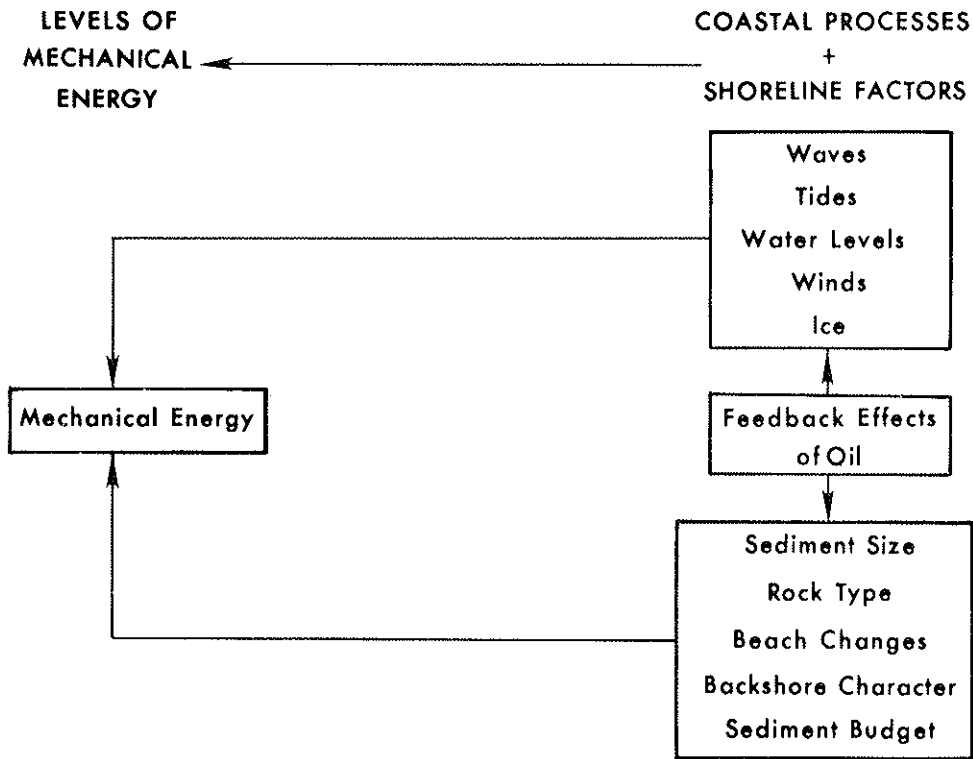 LEVELS OF
MECHANICAL
ENERGY
COASTAL PROCESSES
+
SHORELINE FACTORS
Waves
Tides
Water Levels
Winds
Ice
Mechanical Energy
Feedback Effects
of Oil
Sediment Size
Rock Type
Beach Changes
Backshore Character
Sediment Budget